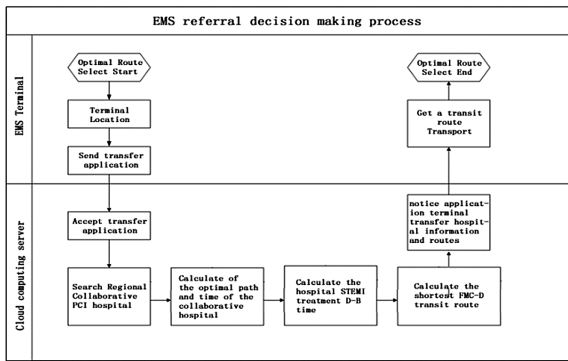 EMS referral decision making process
EMS Terminal
Optimal Route
Select Start
Terminal
Location
Send transfer
application
Optimal Route
Select End
Get a transit
route
Transport
Cloud computing server
Accept transfer
application
Search Regional
Collaborative
PCI hospital
Calculate of
the optimal path
and time of the
collaborative
hospital
Calculate the
hospital STEMI
treatment D-B
time
Calculate the
shortest FMC-D
transit route
notice applicat-
ion terminal
transfer hospit-
al information
and routes